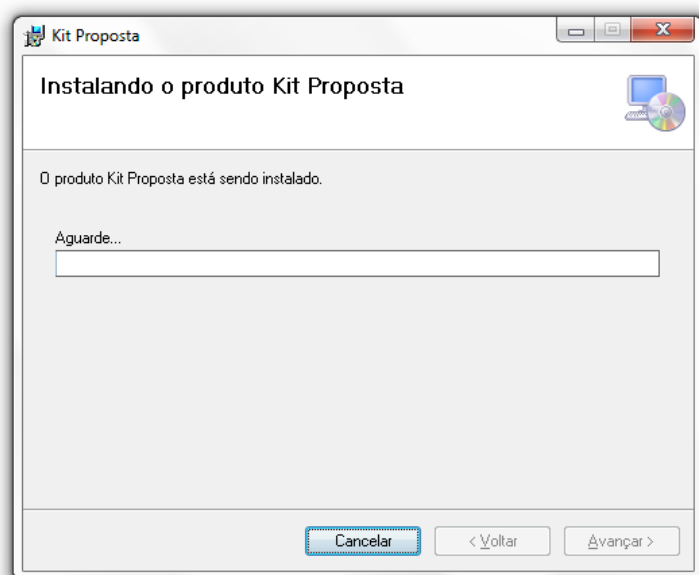 Kit Proposta
Instalando o produto Kit Proposta
O produto Kit Proposta está sendo instalado.
Aguarde...
Cancelar
< Voltar
Avançar >